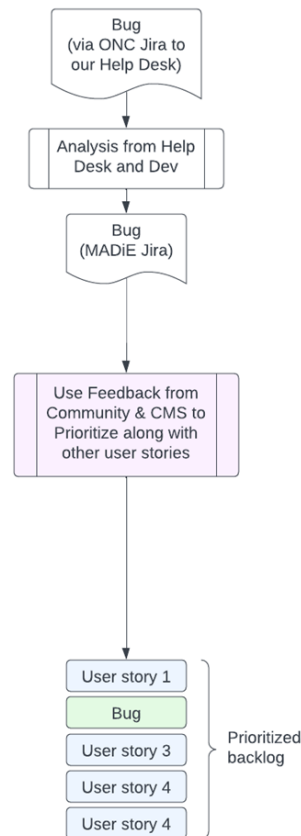 Bug
(via ONC Jira to
our Help Desk)
Analysis from Help
Desk and Dev
Bug
(MADiE Jira)
Use Feedback from
Community & CMS to
Prioritize along with
other user stories
User story 1
Bug
User story 3
User story 4
User story 4
Prioritized
backlog